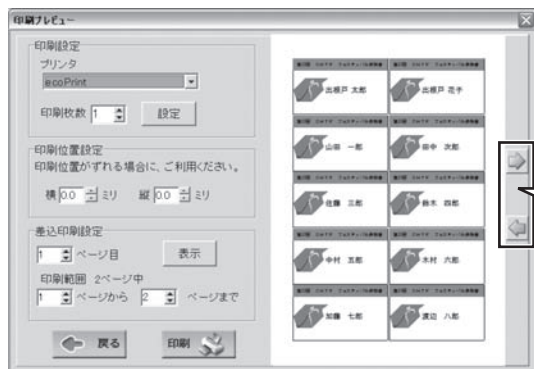 印刷プレビュー
印刷設定
プリンタ
ecoPrint
印刷枚数 1 設定
印刷位置設定
印刷位置がずれる場合に、ご利用ください。
横 0.0 ミリ 縦 0.0 ミリ
差込印刷設定
1 ページ目 表示
印刷範囲 2ページ中
1 ページから 2 ページまで
戻る 印刷
出根戸 太郎 出根戸 花子
山田 一郎 田中 次郎
佐藤 三郎 鈴木 四郎
中村 五郎 木村 六郎
加藤 七郎 渡辺 八郎